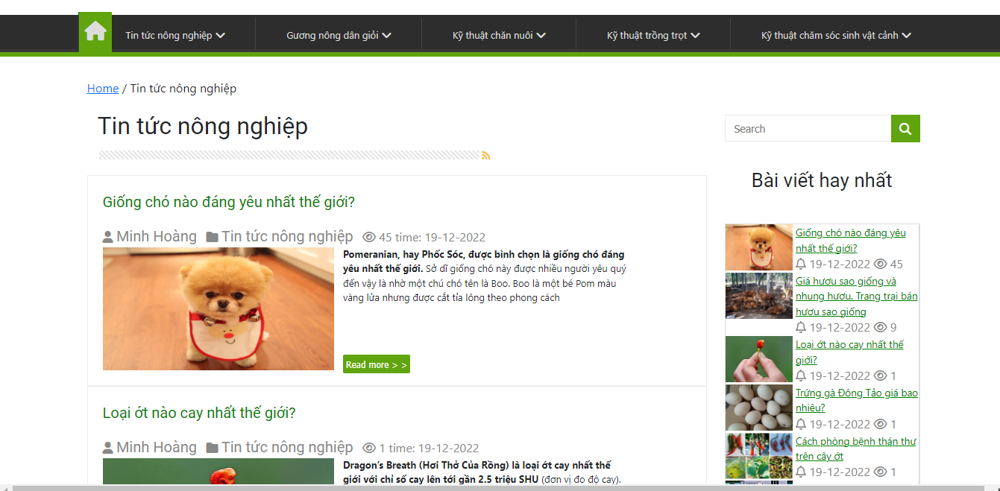 Tin tức nông nghiệp
Gương nông dân giỏi
Kỹ thuật chăn nuôi
Kỹ thuật trồng trọt
Kỹ thuật chăm sóc sinh vật cảnh
Home / Tin tức nông nghiệp
Tin tức nông nghiệp
Giống chó nào đáng yêu nhất thế giới?
Minh Hoàng Tin tức nông nghiệp 45 time: 19-12-2022
Pomeranian, hay Phốc Sóc, được bình chọn là giống chó đáng
yêu nhất thế giới. Sở dĩ giống chó này được nhiều người yêu quý
đến vậy là nhờ một chú chó tên là Boo. Boo là một bé Pom màu
vàng lửa nhưng được cắt tỉa lông theo phong cách
Read more > >
Loại ớt nào cay nhất thế giới?
Minh Hoàng Tin tức nông nghiệp 1 time: 19-12-2022
Dragon’s Breath (Hơi Thở Của Rồng) là loại ớt cay nhất thế
giới với chỉ số cay lên tới gần 2.5 triệu SHU (đơn vị đo độ cay).
Search
Bài viết hay nhất
Giống chó nào đáng yêu
nhất thế giới?
19-12-2022 45
Giá hươu sao giống và
nhung hươu. Trang trại bán
hươu sao giống
19-12-2022 9
Loại ớt nào cay nhất thế
giới?
19-12-2022 1
Trứng gà Đông Tảo giá bao
nhiêu?
19-12-2022 1
Cách phòng bệnh thán thư
trên cây ớt
19-12-2022 1